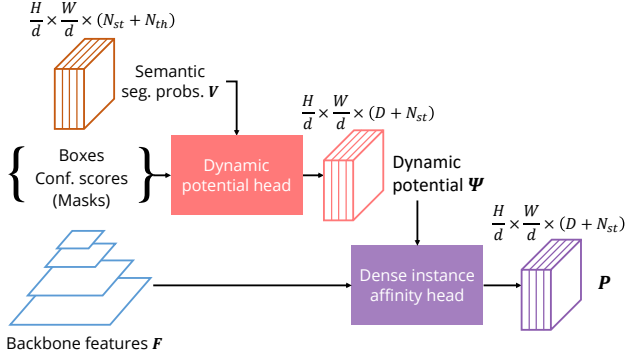 H/d × W/d × (N_st + N_th)
Semantic
seg. probs. V
H/d × W/d × (D + N_st)
{ Boxes
Conf. scores
(Masks) }
Dynamic
potential head
Dynamic
potential Ψ
H/d × W/d × (D + N_st)
Dense instance
affinity head
P
Backbone features F